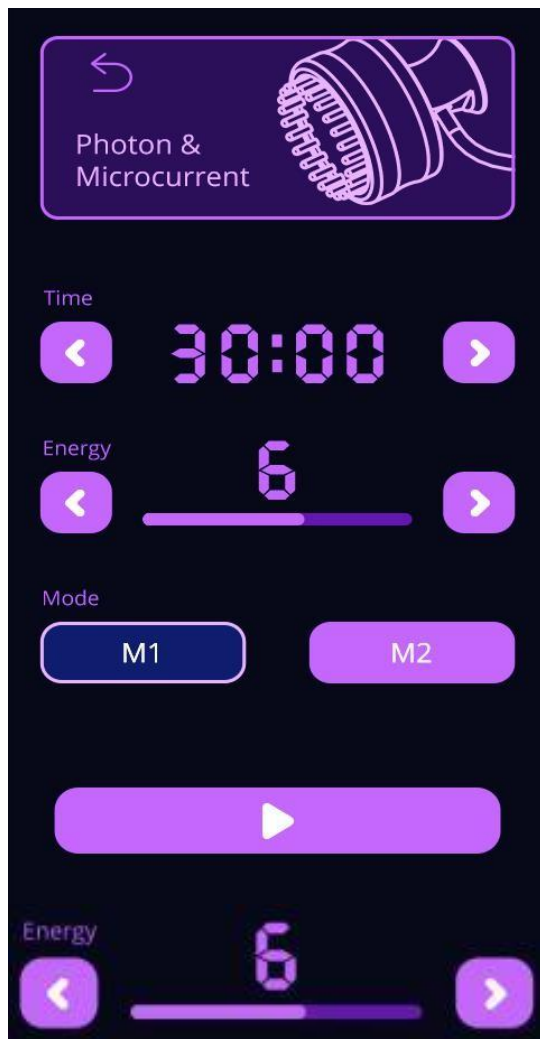 Photon &
Microcurrent
Time
30:00
Energy
6
Mode
M1 M2
Energy
6